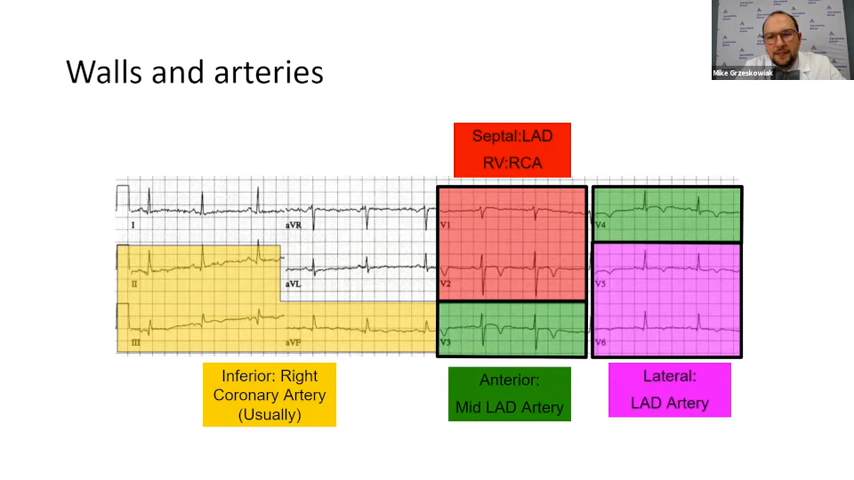 Walls and arteries
Mike Grzeskowiak
Septal:LAD
RV:RCA
I
aVR
V1
V4
II
aVL
V2
V5
III
aVF
V3
V6
Inferior: Right
Coronary Artery
(Usually)
Anterior:
Mid LAD Artery
Lateral:
LAD Artery